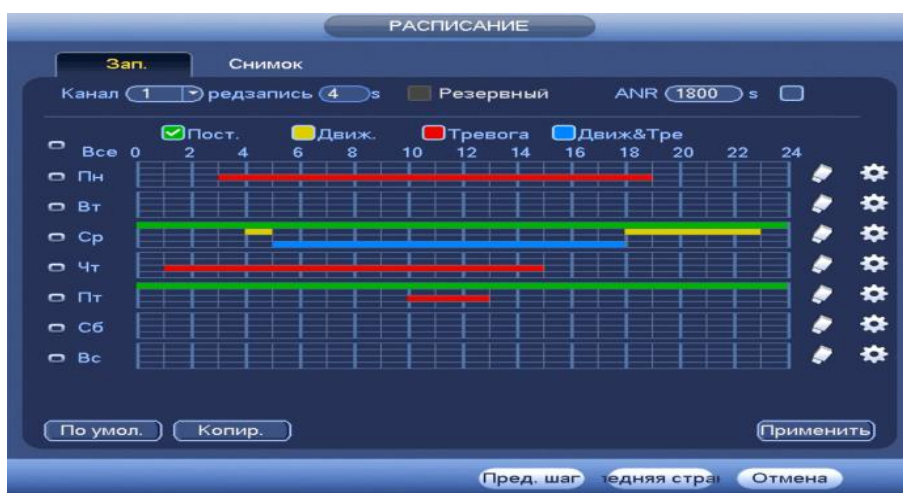 РАСПИСАНИЕ
Зап. Снимок
Канал 1 редзапись 4 s Резервный ANR 1800 s
Пост. Движ. Тревога Движ&Тре
Все 0 2 4 6 8 10 12 14 16 18 20 22 24
Пн
Вт
Ср
Чт
Пт
Сб
Вс
По умол. Копир. Применить
Пред. шаг едняя стра Отмена